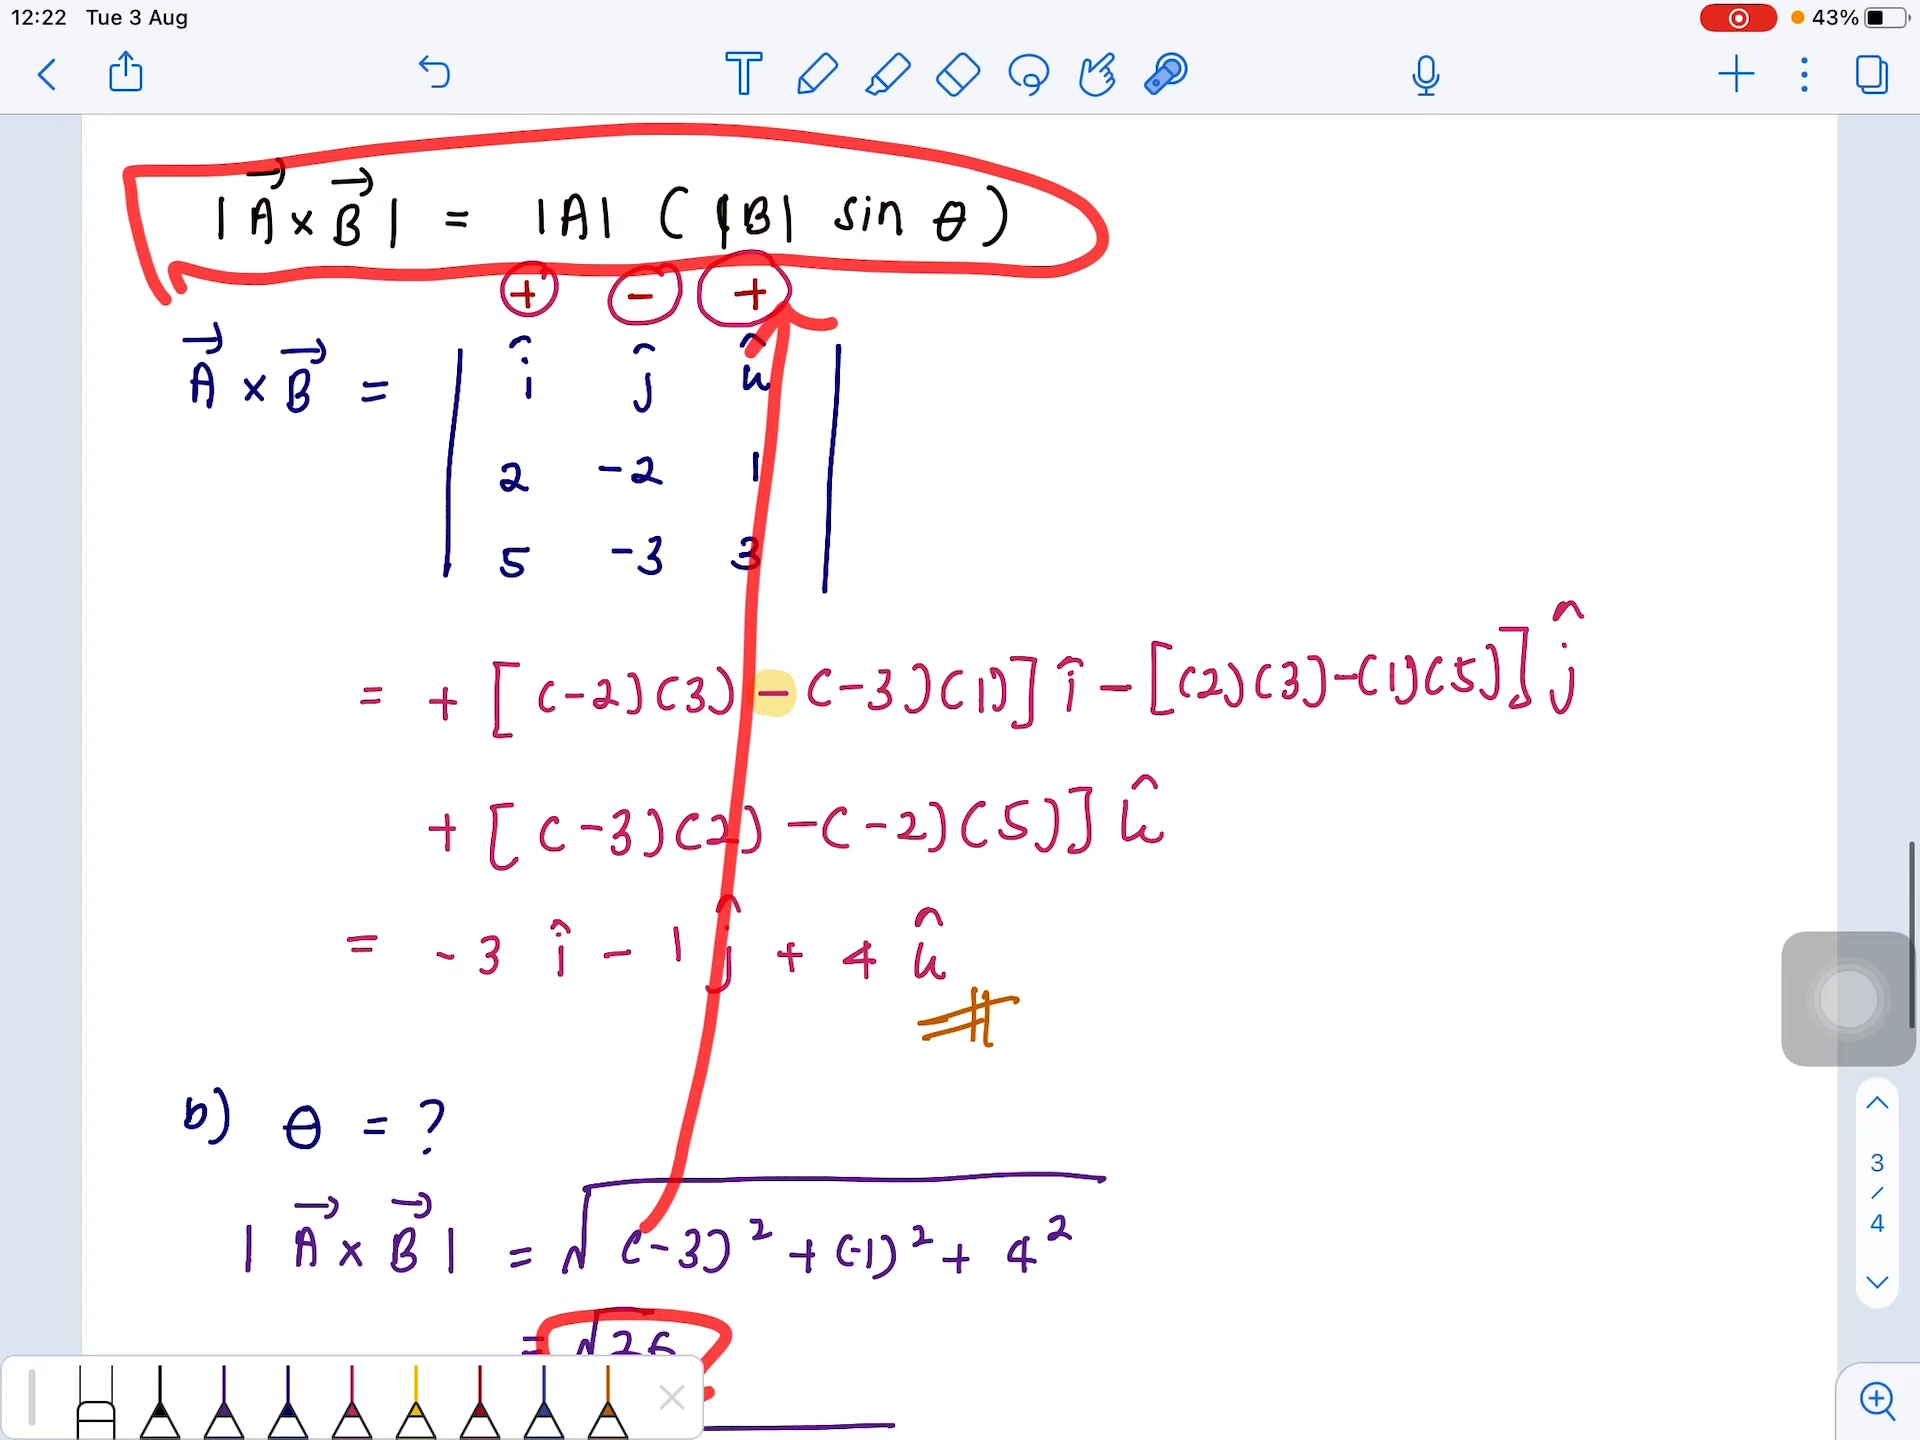 12:22 Tue 3 Aug 43%
T
|A⃗ × B⃗| = |A| (|B| sin θ)
+ - +
A⃗ × B⃗ = | î ĵ k̂ |
2 -2 1
5 -3 3
= + [(-2)(3) - (-3)(1)] î - [(2)(3) - (1)(5)] ĵ
+ [(-3)(2) - (-2)(5)] k̂
= -3 î - 1 ĵ + 4 k̂
b) θ = ?
|A⃗ × B⃗| = √(-3)² + (-1)² + 4²
= √26
3 / 4